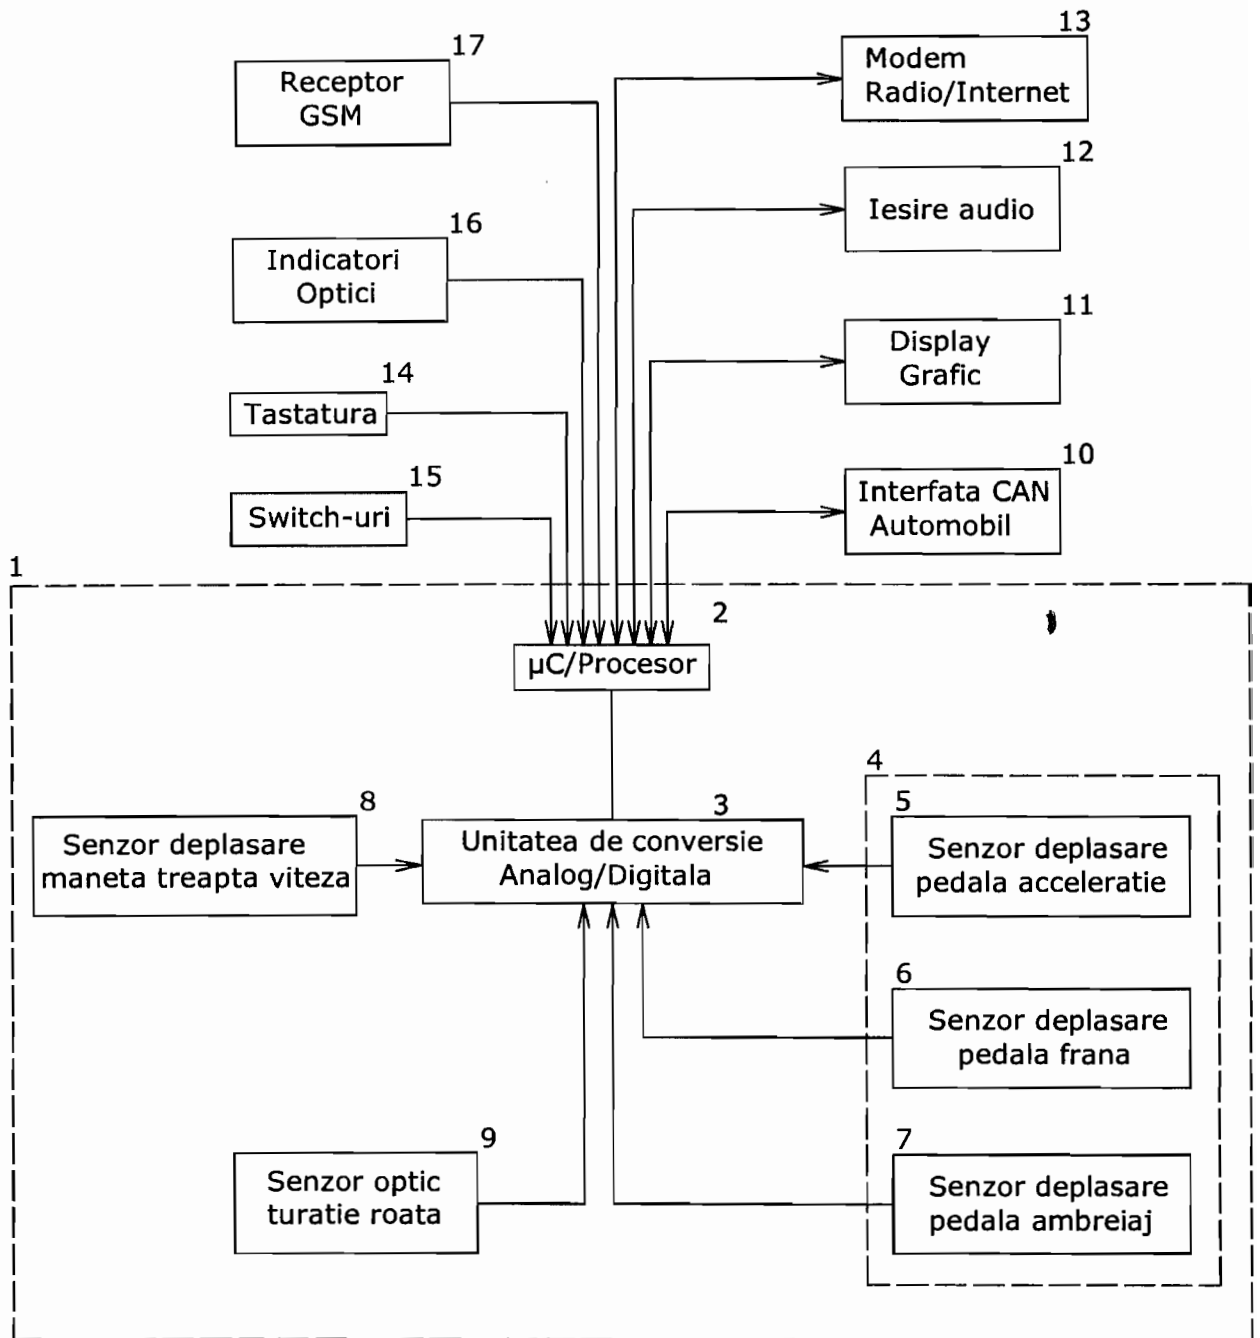 17
Receptor
GSM
13
Modem
Radio/Internet
12
Iesire audio
16
Indicatori
Optici
11
Display
Grafic
14
Tastatura
15
Switch-uri
10
Interfata CAN
Automobil
1
2
µC/Procesor
4
8
Senzor deplasare
maneta treapta viteza
3
Unitatea de conversie
Analog/Digitala
5
Senzor deplasare
pedala acceleratie
6
Senzor deplasare
pedala frana
9
Senzor optic
turatie roata
7
Senzor deplasare
pedala ambreiaj